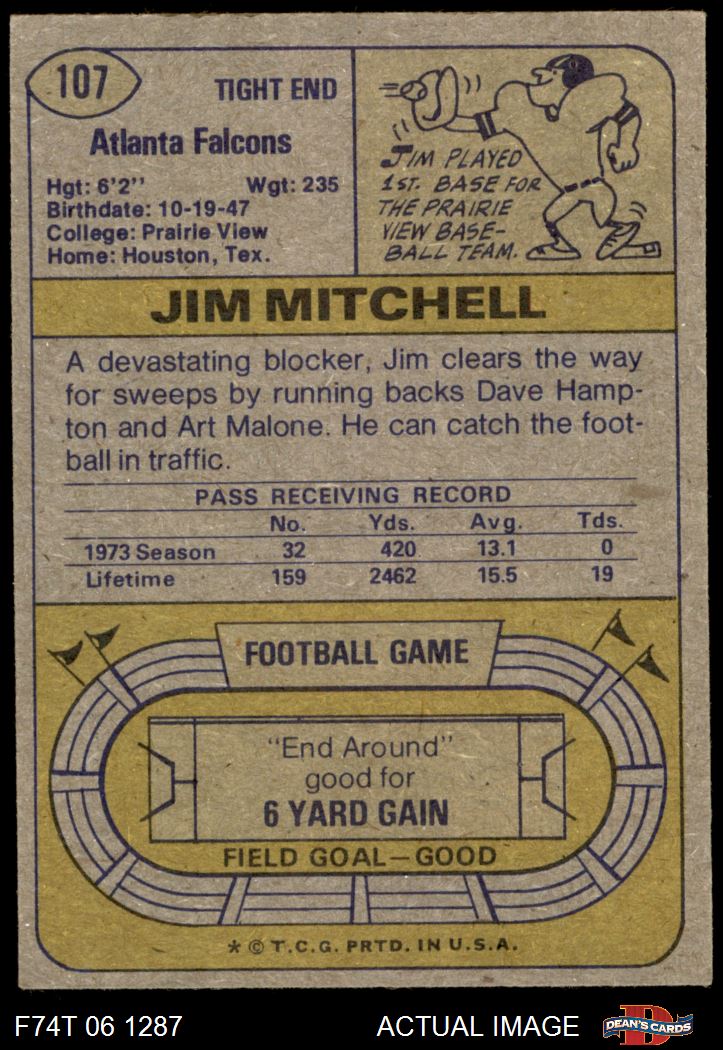 107
TIGHT END
Atlanta Falcons
Hgt: 6'2" Wgt: 235
Birthdate: 10-19-47
College: Prairie View
Home: Houston, Tex.
JIM PLAYED
1ST. BASE FOR
THE PRAIRIE
VIEW BASE-
BALL TEAM.
JIM MITCHELL
A devastating blocker, Jim clears the way
for sweeps by running backs Dave Hamp-
ton and Art Malone. He can catch the foot-
ball in traffic.
PASS RECEIVING RECORD
No. Yds. Avg. Tds.
1973 Season 32 420 13.1 0
Lifetime 159 2462 15.5 19
FOOTBALL GAME
"End Around"
good for
6 YARD GAIN
FIELD GOAL—GOOD
* © T.C.G. PRTD. IN U.S.A.
F74T 06 1287 ACTUAL IMAGE
D
DEAN'S CARDS